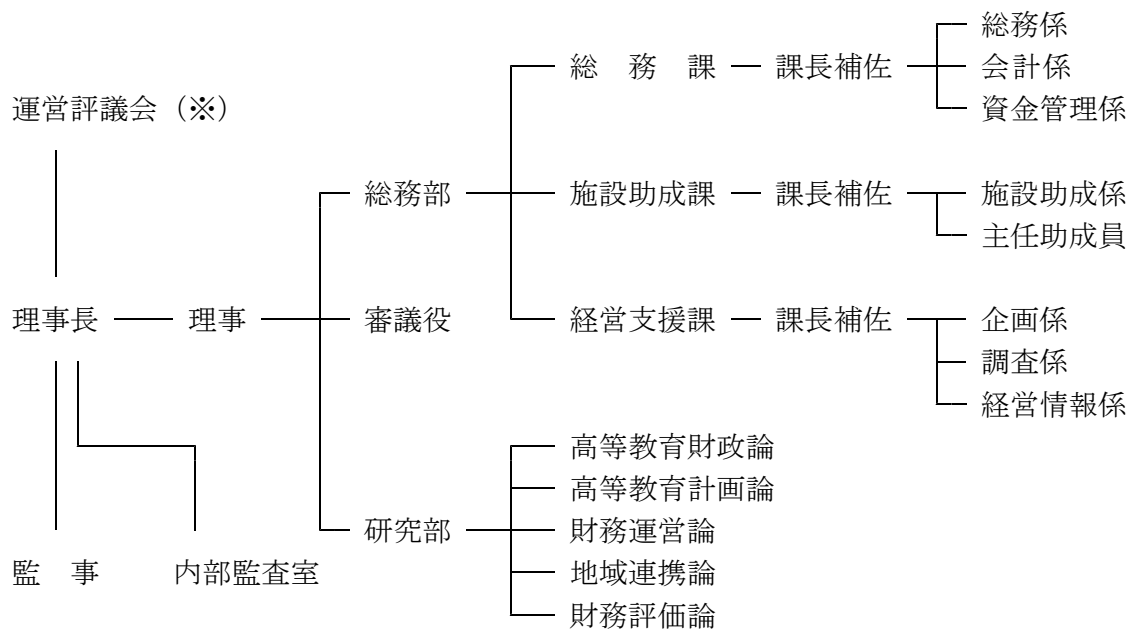 総務係
総　務　課 課長補佐 会計係
運営評議会（※） 資金管理係
総務部 施設助成課 課長補佐 施設助成係
主任助成員
理事長 理事 審議役 経営支援課 課長補佐 企画係
調査係
経営情報係
高等教育財政論
高等教育計画論
研究部 財務運営論
監　事 内部監査室 地域連携論
財務評価論